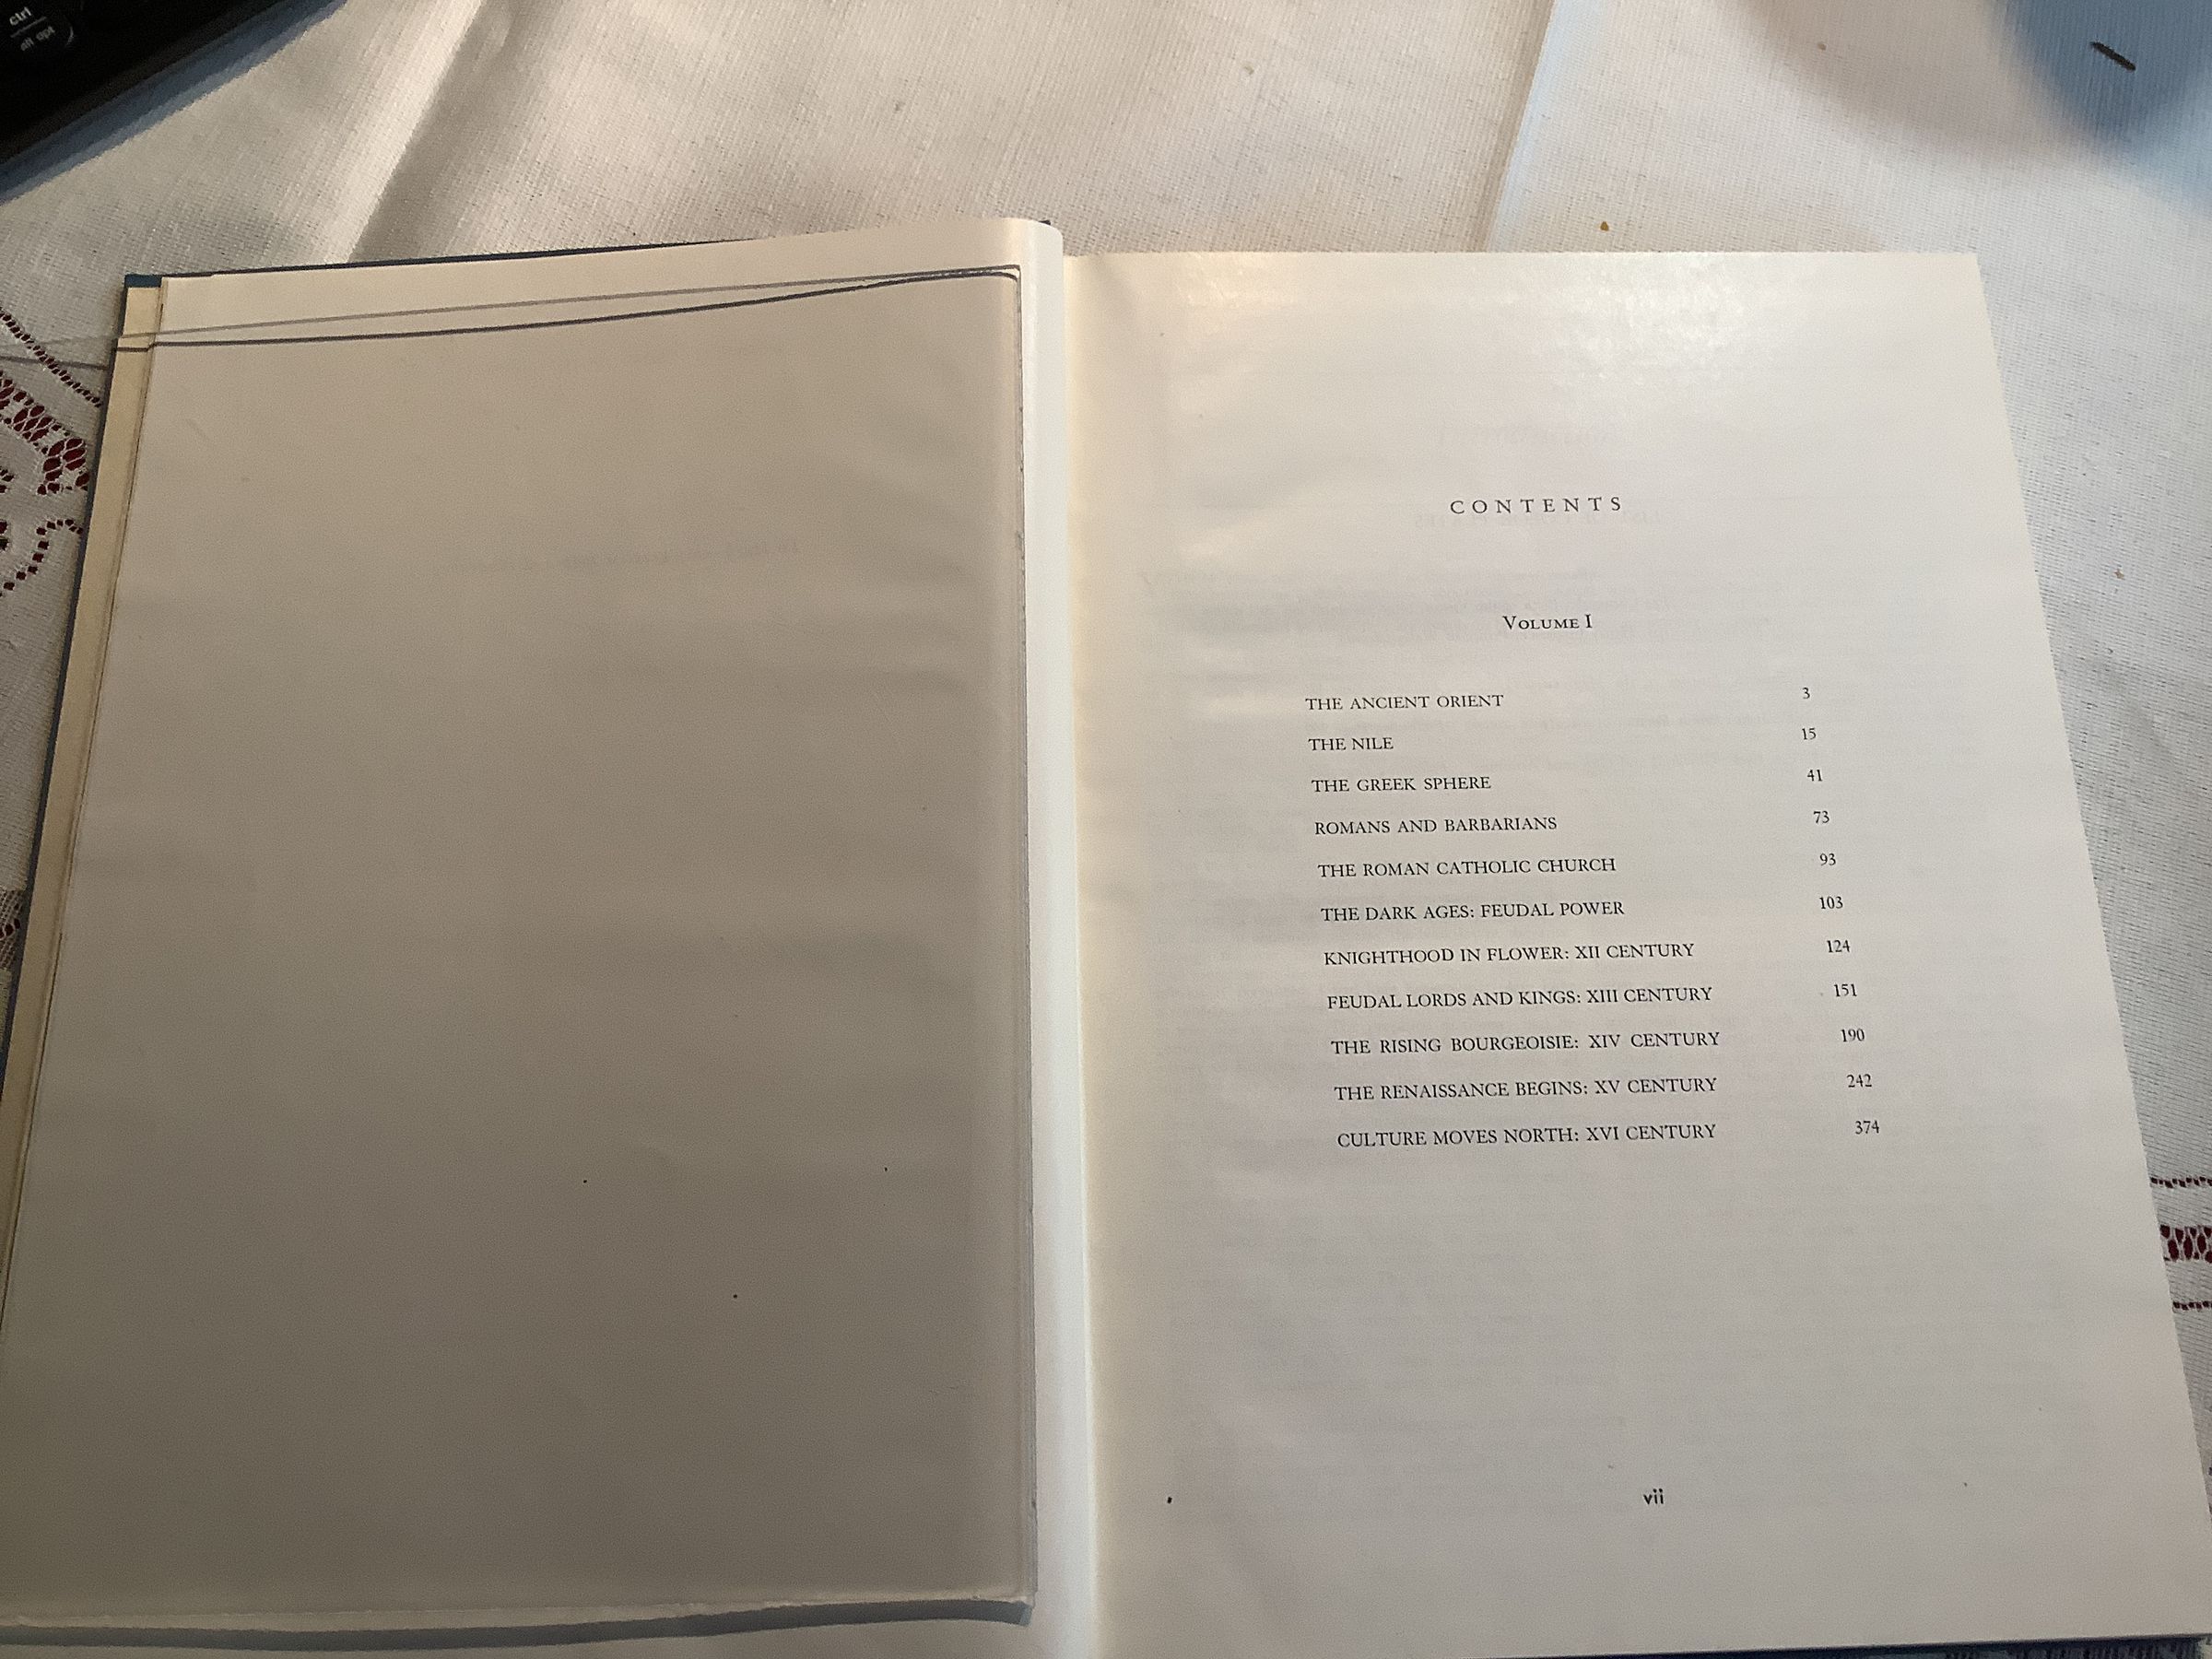 ctrl
alt opt
CONTENTS
VOLUME I
THE ANCIENT ORIENT 3
THE NILE 15
THE GREEK SPHERE 41
ROMANS AND BARBARIANS 73
THE ROMAN CATHOLIC CHURCH 93
THE DARK AGES: FEUDAL POWER 103
KNIGHTHOOD IN FLOWER: XII CENTURY 124
FEUDAL LORDS AND KINGS: XIII CENTURY 151
THE RISING BOURGEOISIE: XIV CENTURY 190
THE RENAISSANCE BEGINS: XV CENTURY 242
CULTURE MOVES NORTH: XVI CENTURY 374
vii